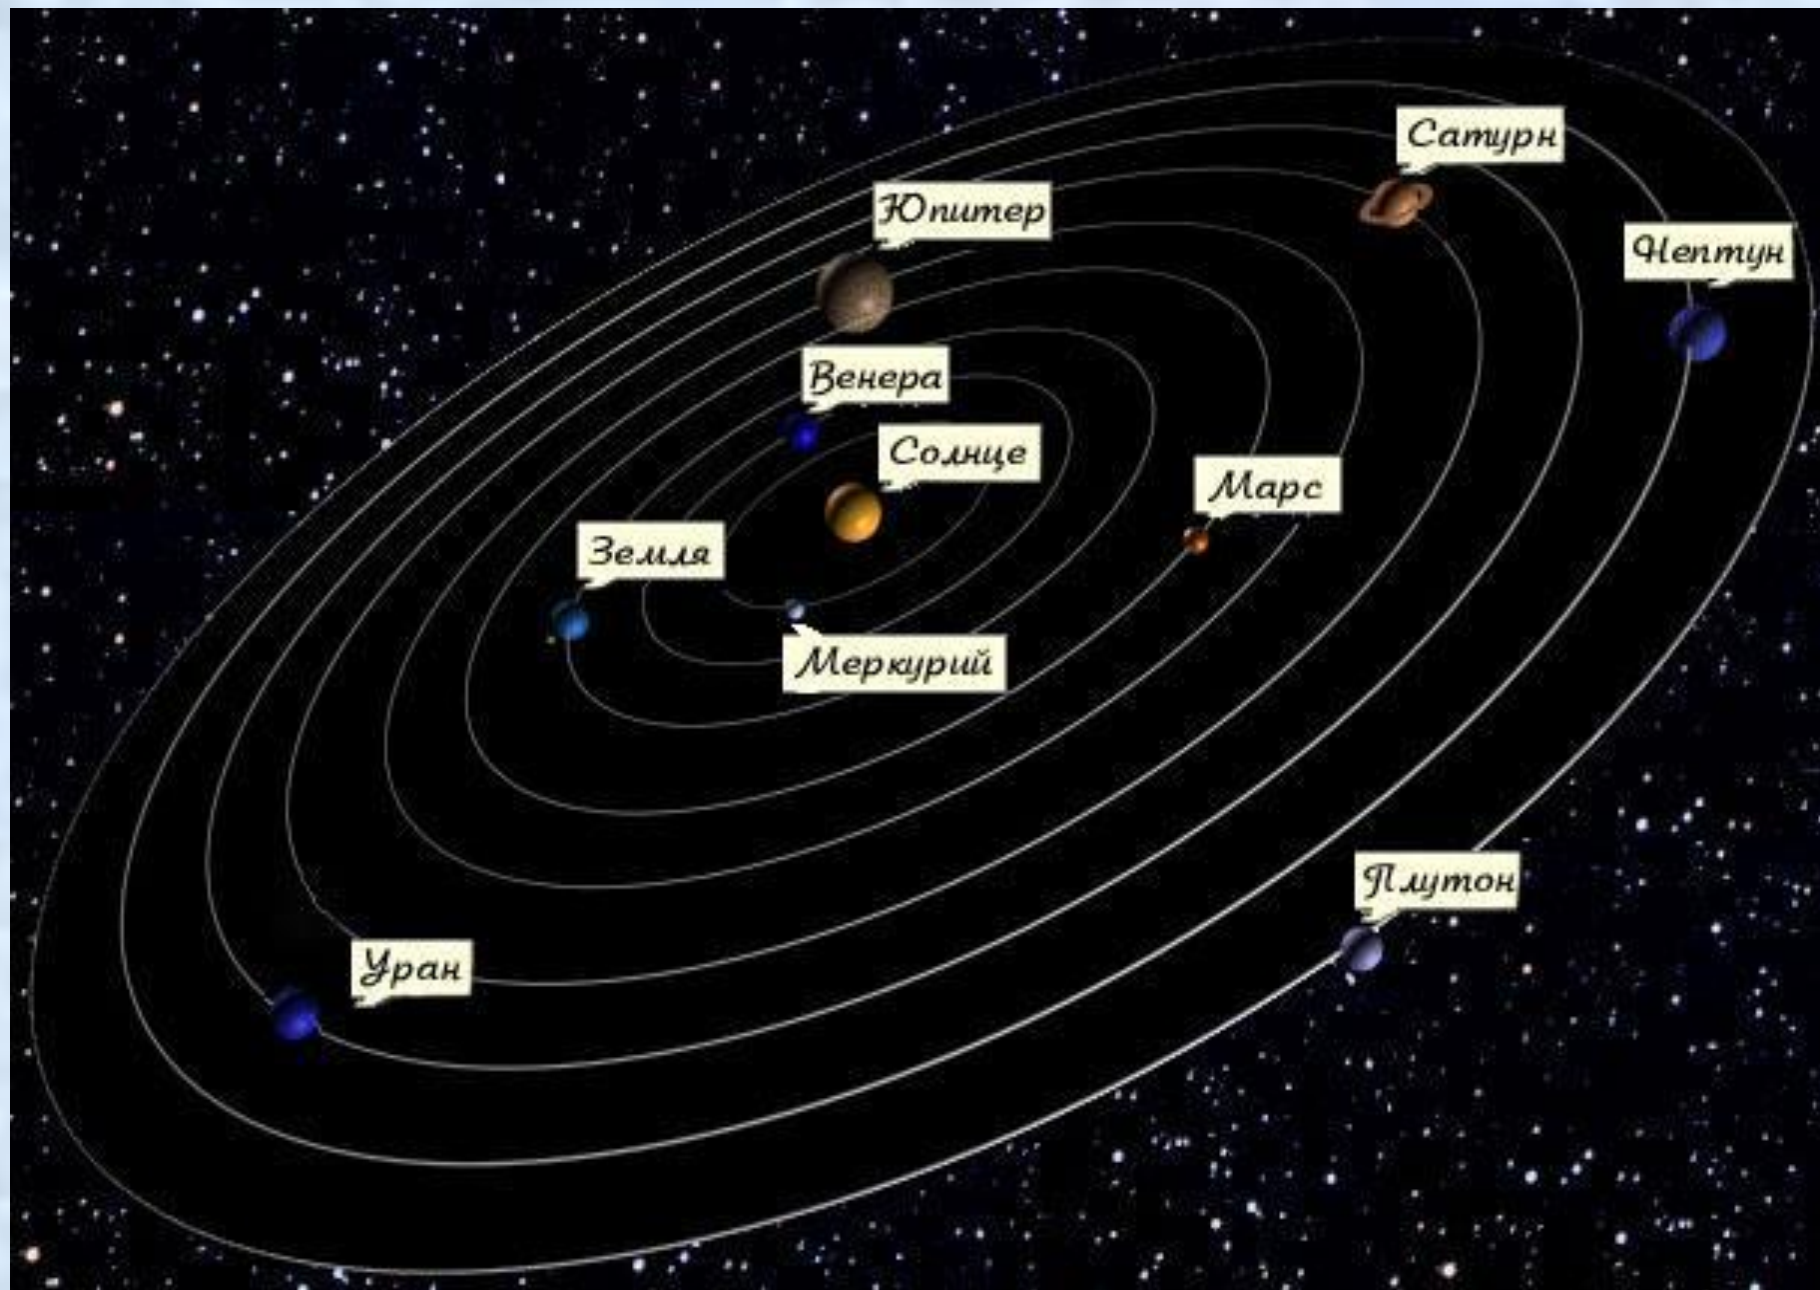 Сатурн
Юпитер
Нептун
Венера
Солнце
Марс
Земля
Меркурий
Плутон
Уран